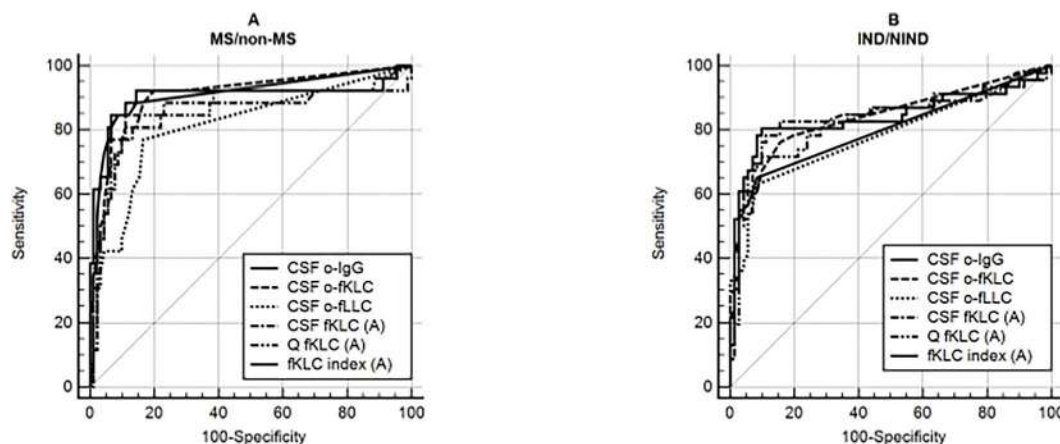 A
MS/non-MS
100
80
60
40
20
0
Sensitivity
CSF o-IgG
CSF o-fKLC
CSF o-fLLC
CSF fKLC (A)
Q fKLC (A)
fKLC index (A)
0 20 40 60 80 100
100-Specificity
B
IND/NIND
100
80
60
40
20
0
Sensitivity
CSF o-IgG
CSF o-fKLC
CSF o-fLLC
CSF fKLC (A)
Q fKLC (A)
fKLC index (A)
0 20 40 60 80 100
100-Specificity